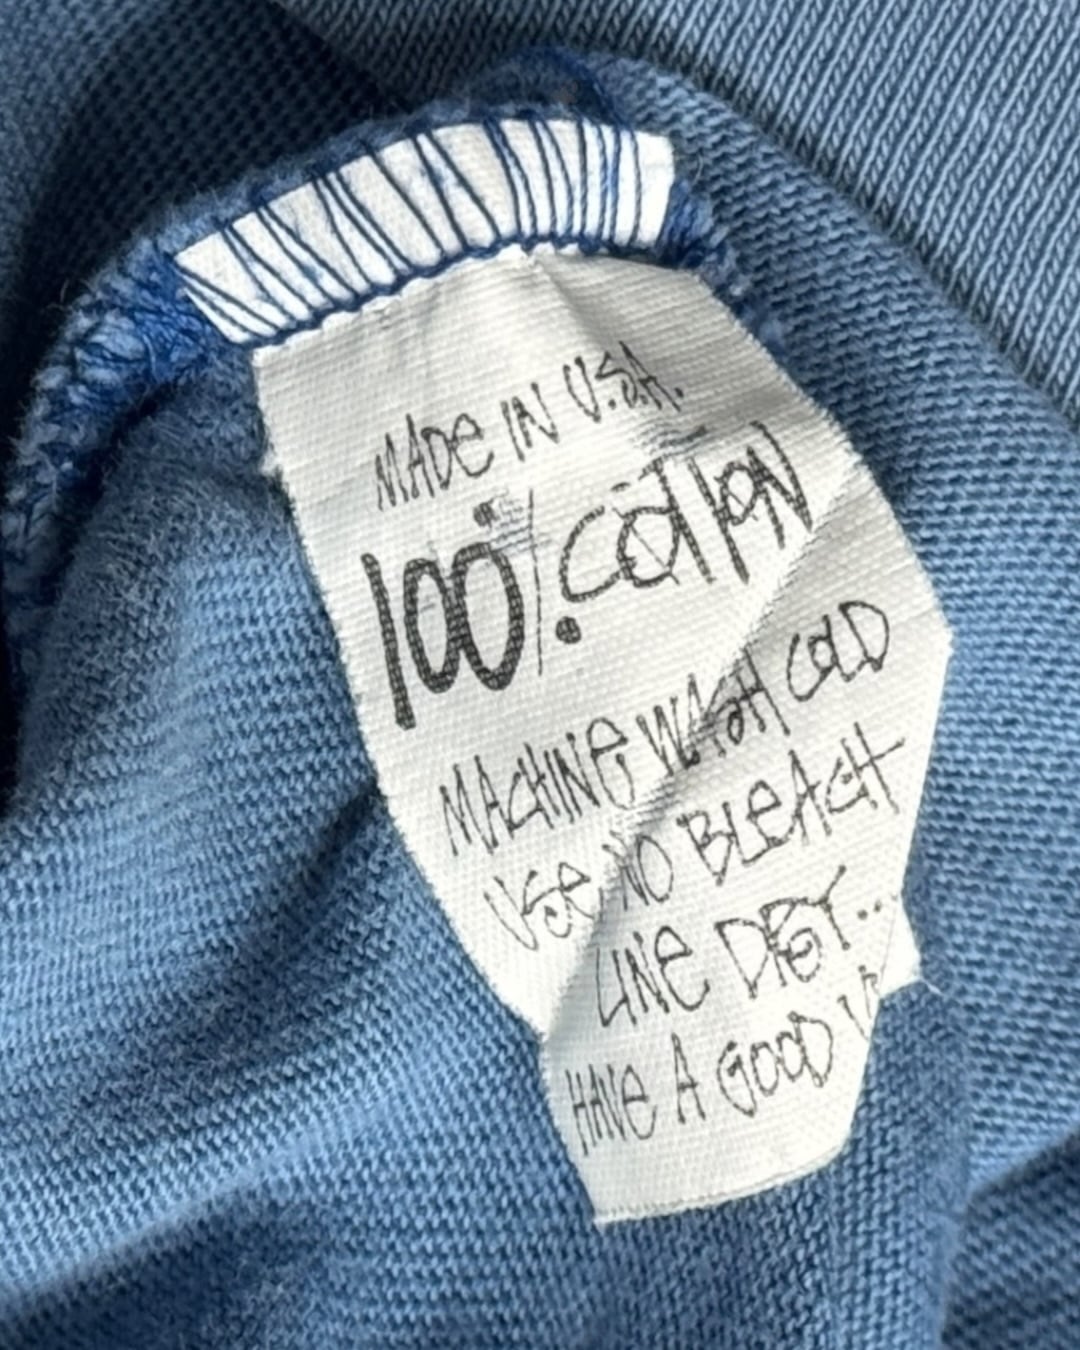 MADE IN U.S.A.
100% COTTON
MACHINE WASH COLD
USE NO BLEACH
LINE DRY...
HAVE A GOOD